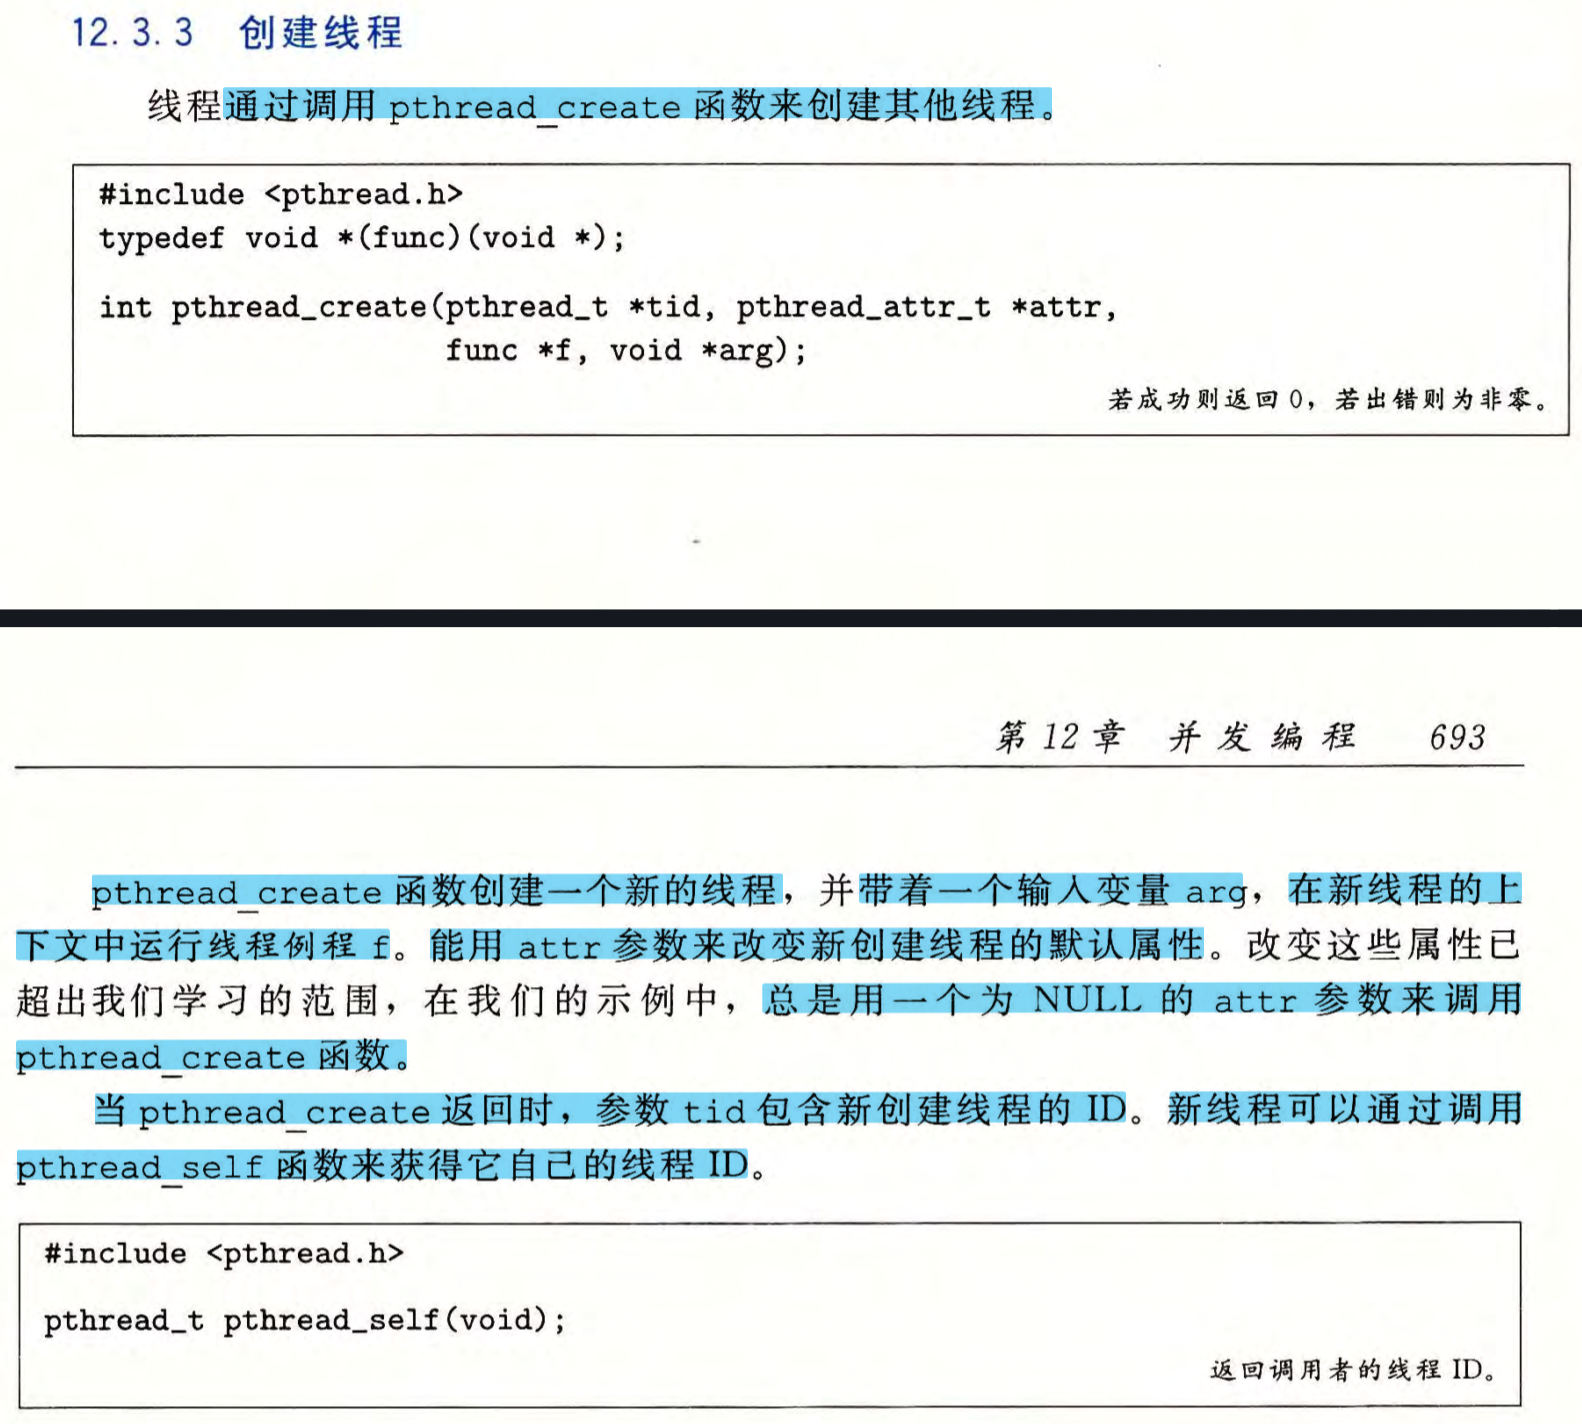 12.3.3 创建线程
线程通过调用 pthread_create 函数来创建其他线程。
#include <pthread.h>
typedef void *(func)(void *);
int pthread_create(pthread_t *tid, pthread_attr_t *attr,
func *f, void *arg);
若成功则返回 0，若出错则为非零。
第 12 章 并发编程 693
pthread_create 函数创建一个新的线程，并带着一个输入变量 arg，在新线程的上
下文中运行线程例程 f。能用 attr 参数来改变新创建线程的默认属性。改变这些属性已
超出我们学习的范围，在我们的示例中，总是用一个为 NULL 的 attr 参数来调用
pthread_create 函数。
当 pthread_create 返回时，参数 tid 包含新创建线程的 ID。新线程可以通过调用
pthread_self 函数来获得它自己的线程 ID。
#include <pthread.h>
pthread_t pthread_self(void);
返回调用者的线程 ID。